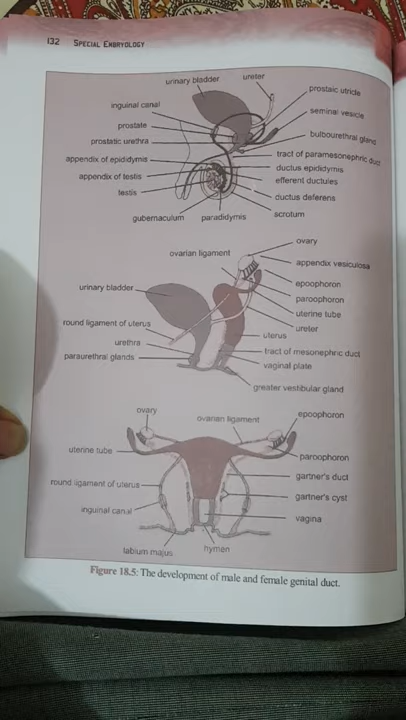 132 SPECIAL EMBRYOLOGY
urinary bladder
ureter
prostaic utricle
inguinal canal
seminal vesicle
prostate
bulbourethral gland
prostatic urethra
tract of paramesonephric duct
appendix of epididymis
ductus epididymis
appendix of testis
efferent ductules
testis
ductus deferens
gubernaculum
paradidymis
scrotum
ovary
ovarian ligament
appendix vesiculosa
urinary bladder
epoophoron
paroophoron
uterine tube
round ligament of uterus
ureter
urethra
uterus
paraurethral glands
tract of mesonephric duct
vaginal plate
greater vestibular gland
ovary
ovarian ligament
epoophoron
uterine tube
paroophoron
gartner's duct
round ligament of uterus
gartner's cyst
inguinal canal
vagina
labium majus
hymen
Figure 18.5: The development of male and female genital duct.